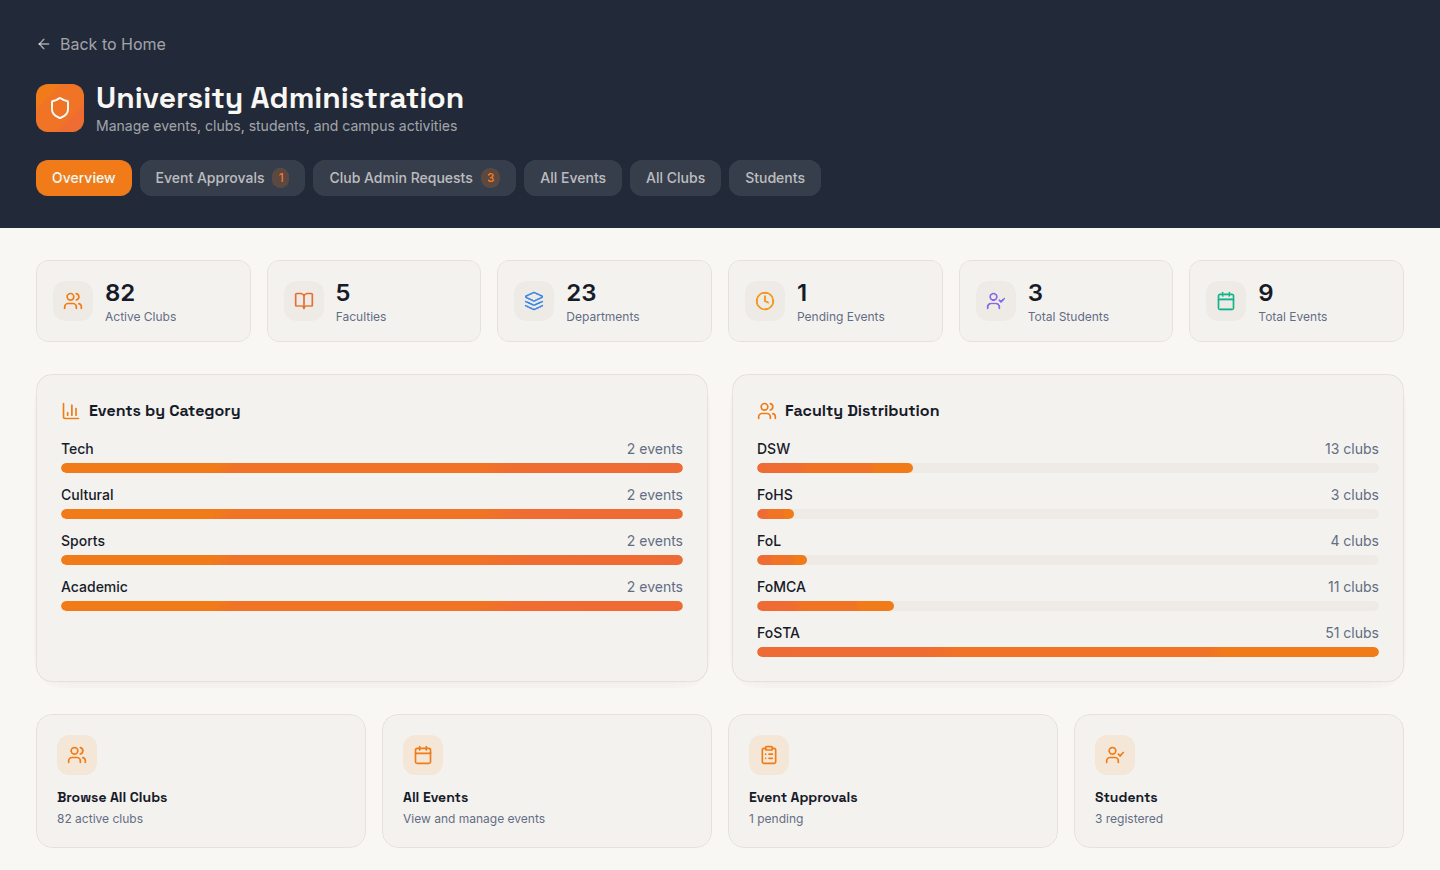 Back to Home
University Administration
Manage events, clubs, students, and campus activities
Overview
Event Approvals 1
Club Admin Requests 3
All Events
All Clubs
Students
82
Active Clubs
5
Faculties
23
Departments
1
Pending Events
3
Total Students
9
Total Events
Events by Category
Tech 2 events
Cultural 2 events
Sports 2 events
Academic 2 events
Faculty Distribution
DSW 13 clubs
FoHS 3 clubs
FoL 4 clubs
FoMCA 11 clubs
FoSTA 51 clubs
Browse All Clubs
82 active clubs
All Events
View and manage events
Event Approvals
1 pending
Students
3 registered